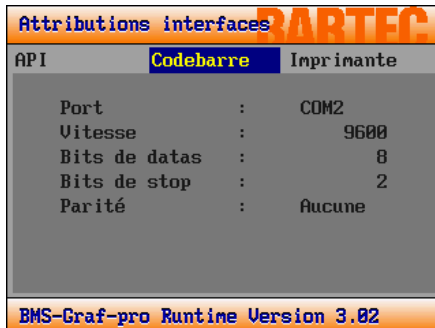 Attributions interfaces BARTEC
API Codebarre Imprimante
Port : COM2
Vitesse : 9600
Bits de datas : 8
Bits de stop : 2
Parité : Aucune
BMS-Graf-pro Runtime Version 3.02